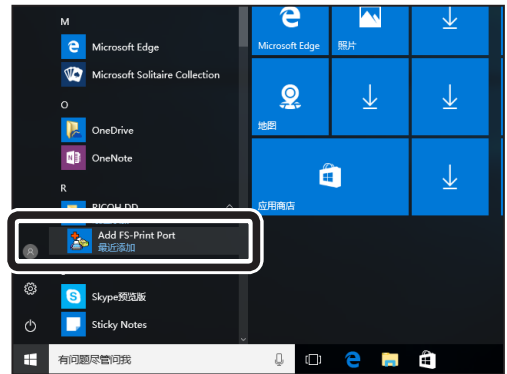 M
Microsoft Edge
Microsoft Solitaire Collection
O
OneDrive
OneNote
R
RICOH DD
Add FS-Print Port
最近添加
Skype预览版
Sticky Notes
有问题尽管问我
Microsoft Edge
照片
地图
应用商店